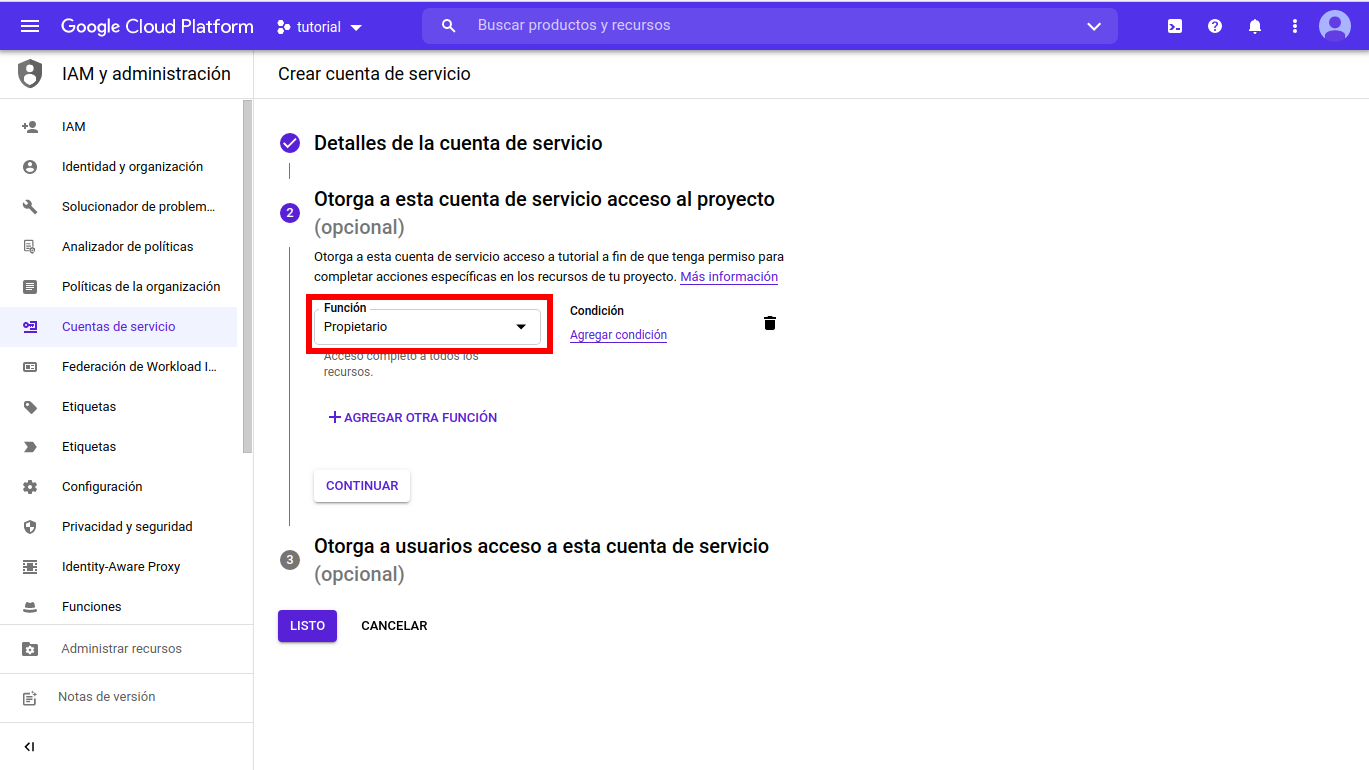 Google Cloud Platform
tutorial
Buscar productos y recursos
IAM y administración
Crear cuenta de servicio
IAM
Identidad y organización
Solucionador de problem...
Analizador de políticas
Políticas de la organización
Cuentas de servicio
Federación de Workload I...
Etiquetas
Etiquetas
Configuración
Privacidad y seguridad
Identity-Aware Proxy
Funciones
Administrar recursos
Notas de versión
Detalles de la cuenta de servicio
2
Otorga a esta cuenta de servicio acceso al proyecto
(opcional)
Otorga a esta cuenta de servicio acceso a tutorial a fin de que tenga permiso para
completar acciones específicas en los recursos de tu proyecto. Más información
Función
Propietario
Condición
Agregar condición
Acceso completo a todos los
recursos.
AGREGAR OTRA FUNCIÓN
CONTINUAR
3
Otorga a usuarios acceso a esta cuenta de servicio
(opcional)
LISTO
CANCELAR